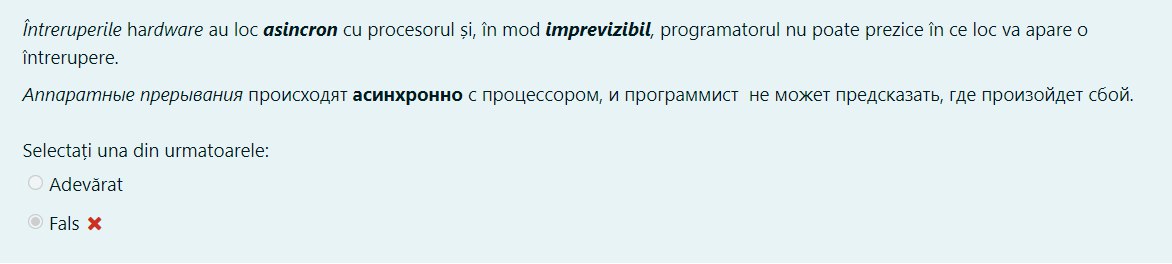 Întreruperile hardware au loc asincron cu procesorul și, în mod imprevizibil, programatorul nu poate prezice în ce loc va apare o
întrerupere.
Аппаратные прерывания происходят асинхронно с процессором, и программист не может предсказать, где произойдет сбой.
Selectați una din urmatoarele:
Adevărat
Fals